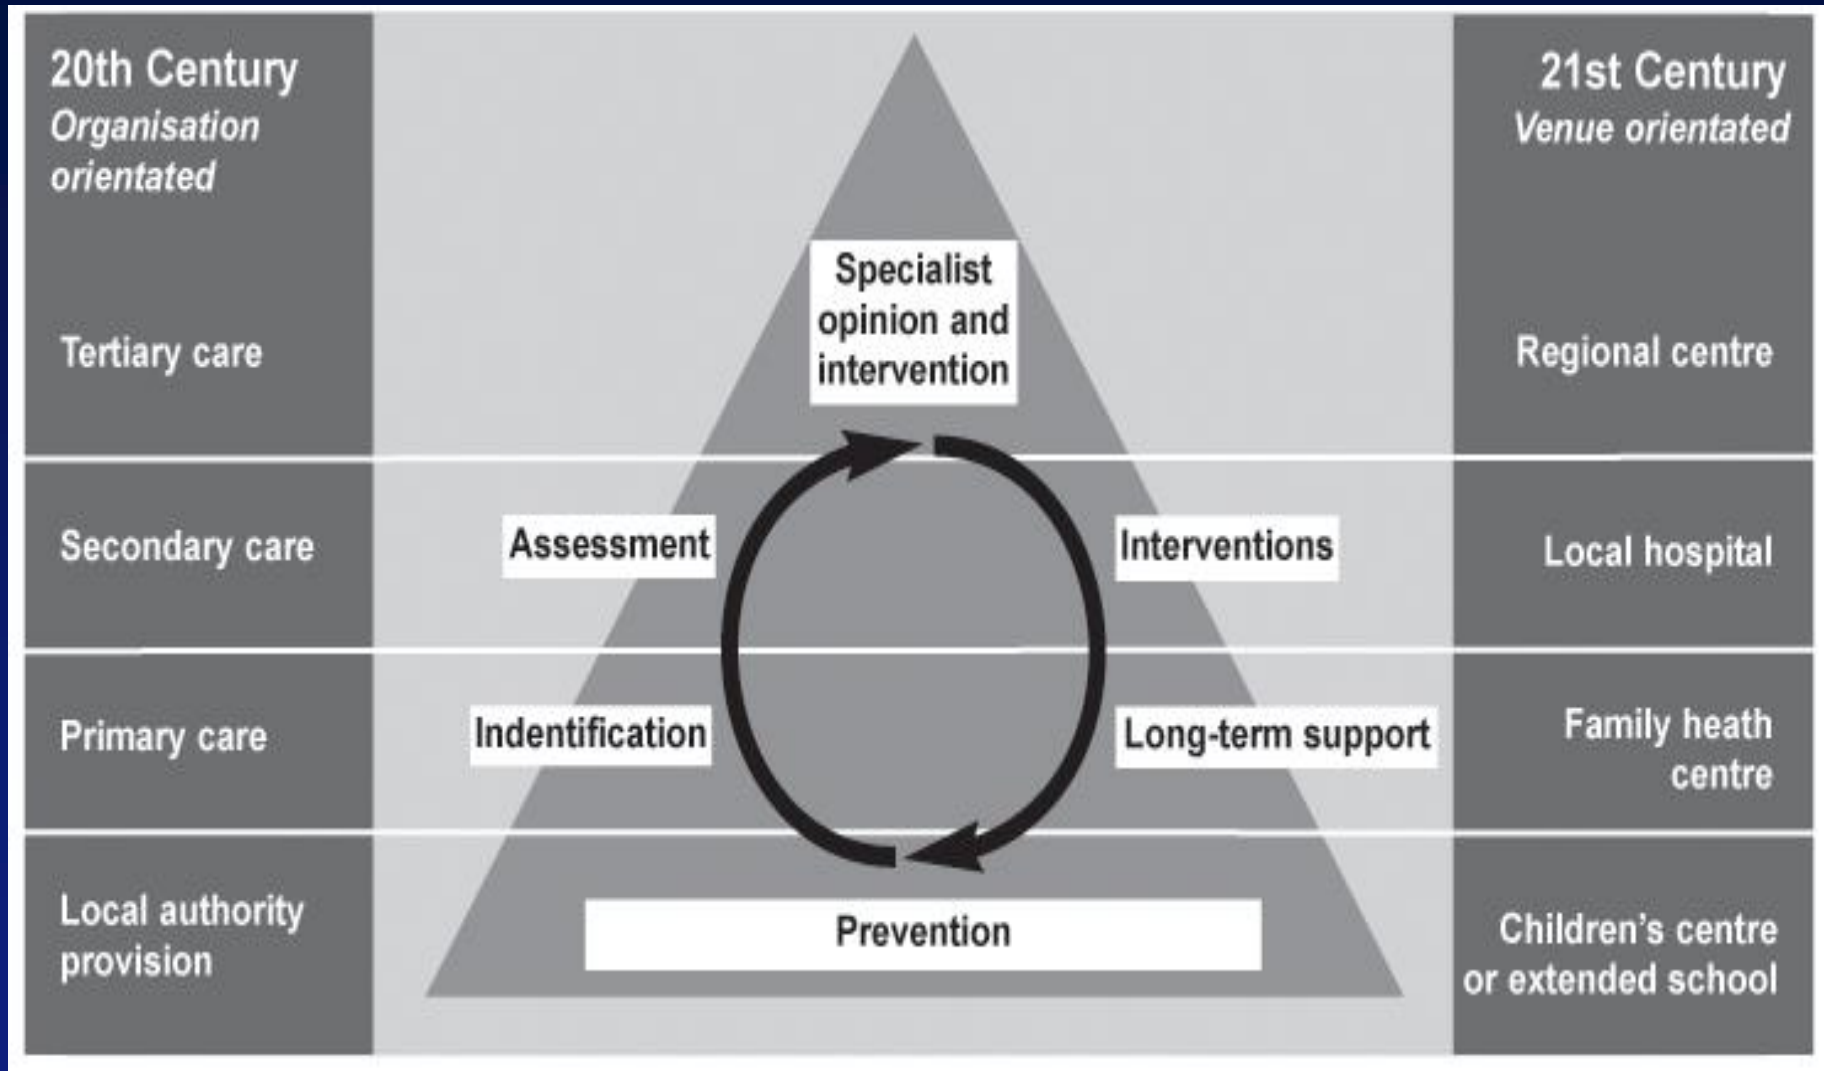 20th Century
Organisation
orientated
21st Century
Venue orientated
Specialist
opinion and
intervention
Tertiary care
Regional centre
Secondary care
Assessment
Interventions
Local hospital
Primary care
Indentification
Long-term support
Family heath
centre
Local authority
provision
Prevention
Children's centre
or extended school